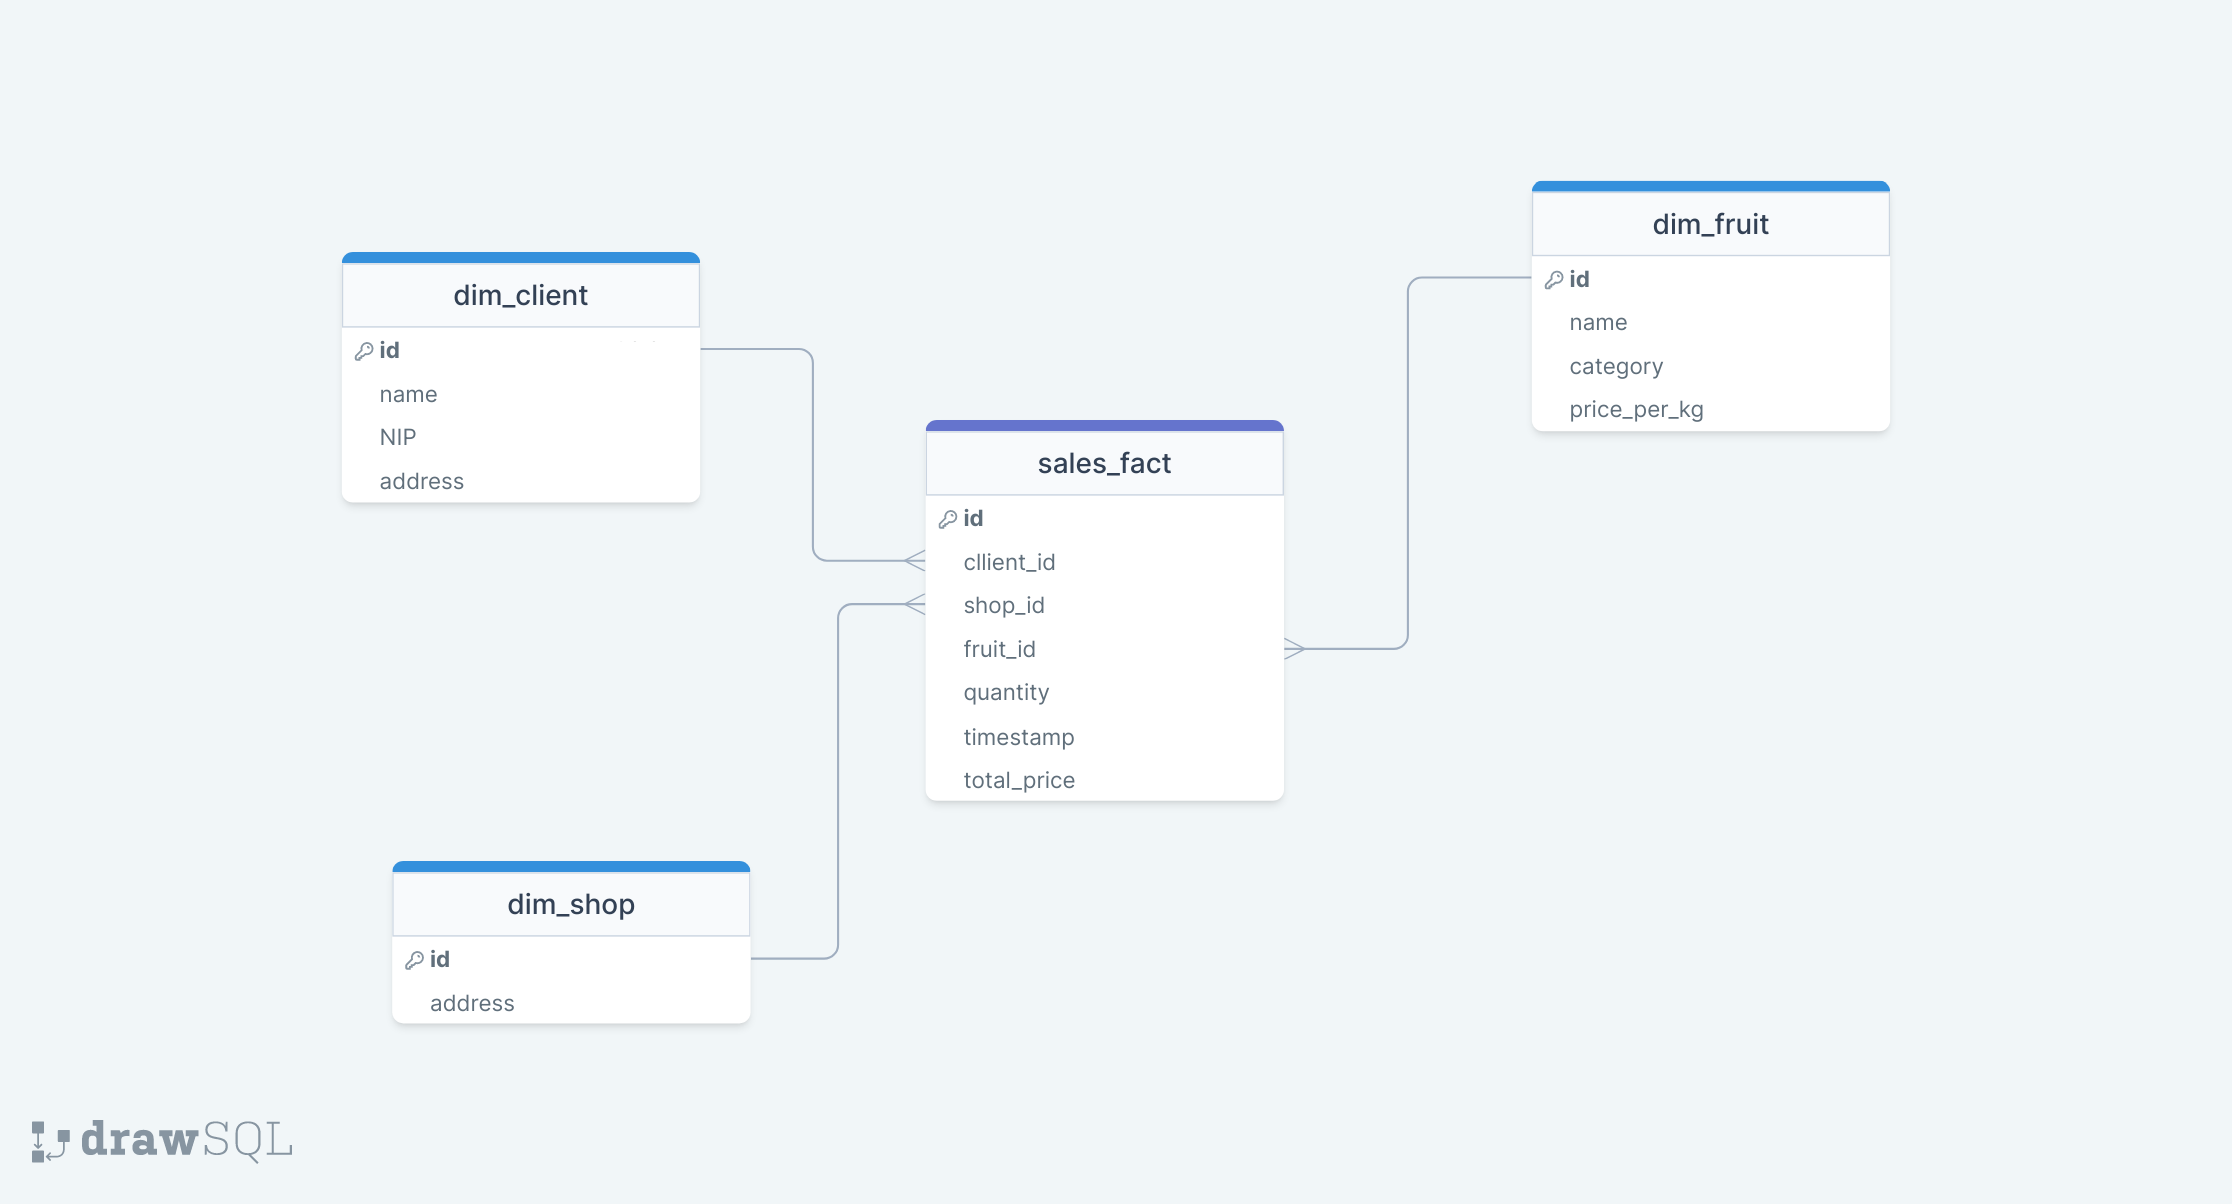 dim_client
id
name
NIP
address
dim_fruit
id
name
category
price_per_kg
sales_fact
id
cllient_id
shop_id
fruit_id
quantity
timestamp
total_price
dim_shop
id
address
drawSQL